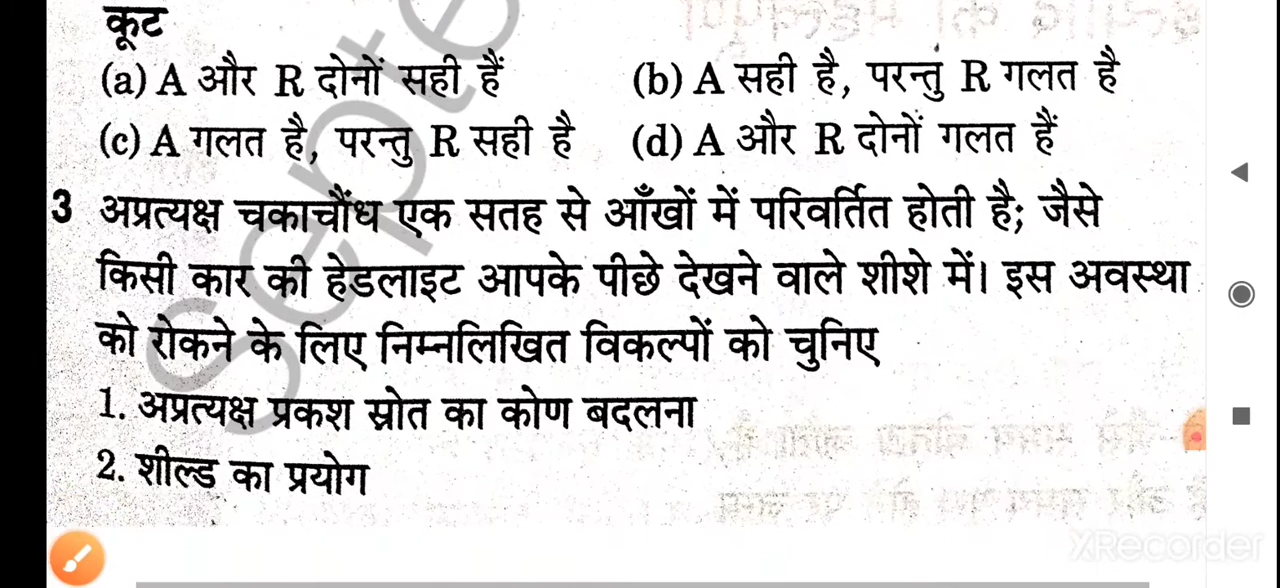 कूट
(a) A और R दोनों सही हैं (b) A सही है, परन्तु R गलत है
(c) A गलत है, परन्तु R सही है (d) A और R दोनों गलत हैं
3 अप्रत्यक्ष चकाचौंध एक सतह से आँखों में परिवर्तित होती है; जैसे
किसी कार की हेडलाइट आपके पीछे देखने वाले शीशे में। इस अवस्था
को रोकने के लिए निम्नलिखित विकल्पों को चुनिए
1. अप्रत्यक्ष प्रकश स्रोत का कोण बदलना
2. शील्ड का प्रयोग
Septe
XRecorder